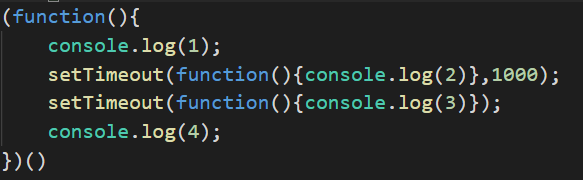 (function(){
    console.log(1);
    setTimeout(function(){console.log(2)},1000);
    setTimeout(function(){console.log(3)});
    console.log(4);
})()